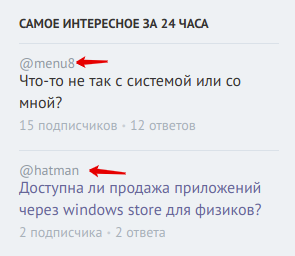 САМОЕ ИНТЕРЕСНОЕ ЗА 24 ЧАСА
@menu8
Что-то не так с системой или со
мной?
15 подписчиков • 12 ответов
@hatman
Доступна ли продажа приложений
через windows store для физиков?
2 подписчика • 2 ответа